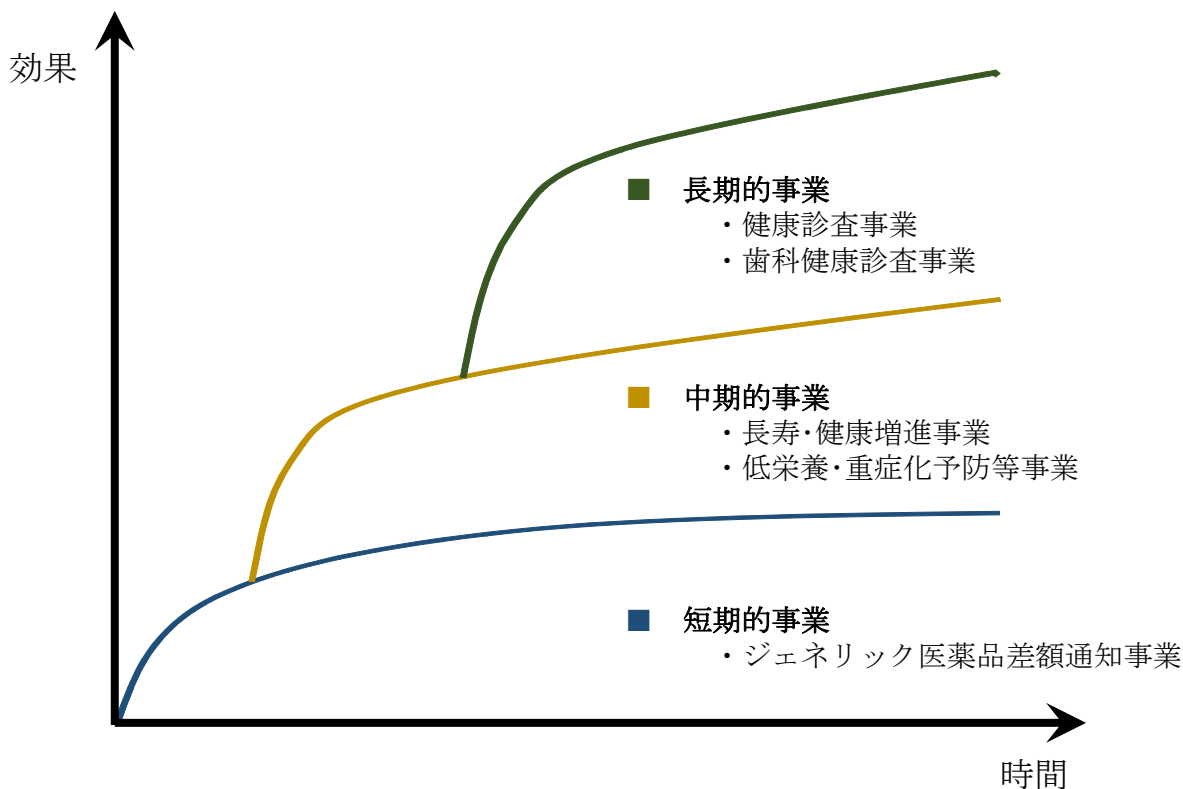 効果
■ 長期的事業
・健康診査事業
・歯科健康診査事業
■ 中期的事業
・長寿･健康増進事業
・低栄養･重症化予防等事業
■ 短期的事業
・ジェネリック医薬品差額通知事業
時間